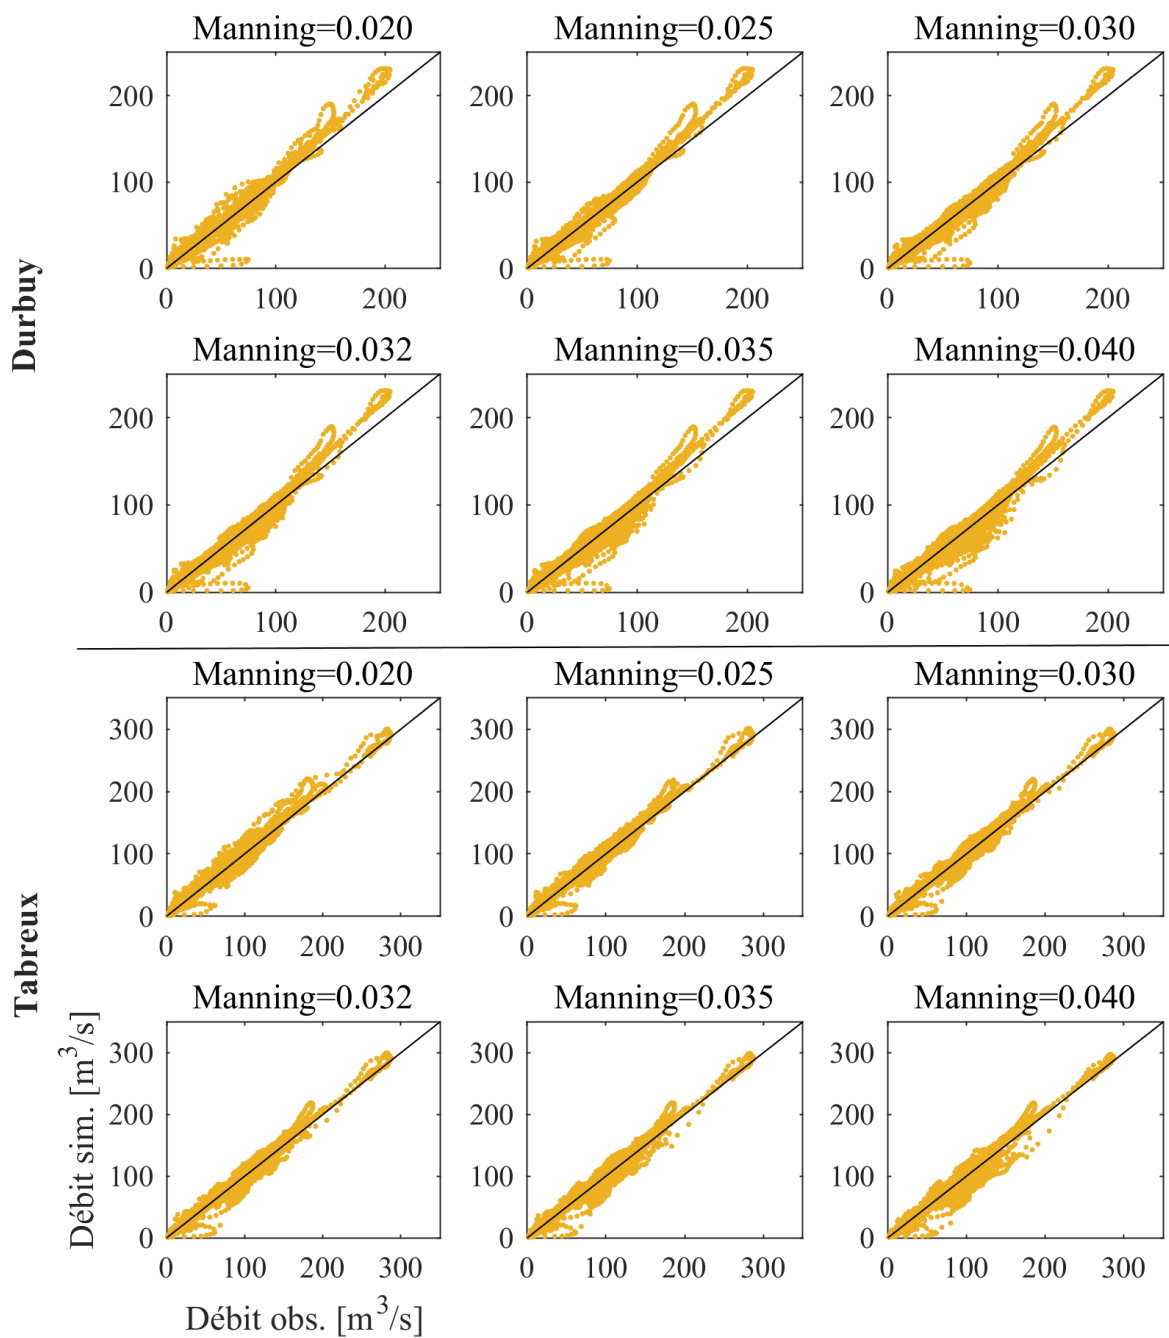 Manning=0.020 Manning=0.025 Manning=0.030
200 200 200
100 100 100
0 0 0
0 100 200 0 100 200 0 100 200
Durbuy
Manning=0.032 Manning=0.035 Manning=0.040
200 200 200
100 100 100
0 0 0
0 100 200 0 100 200 0 100 200
Manning=0.020 Manning=0.025 Manning=0.030
300 300 300
200 200 200
100 100 100
0 0 0
0 100 200 300 0 100 200 300 0 100 200 300
Tabreux
Manning=0.032 Manning=0.035 Manning=0.040
Débit sim. [m³/s]
300 300 300
200 200 200
100 100 100
0 0 0
0 100 200 300 0 100 200 300 0 100 200 300
Débit obs. [m³/s]